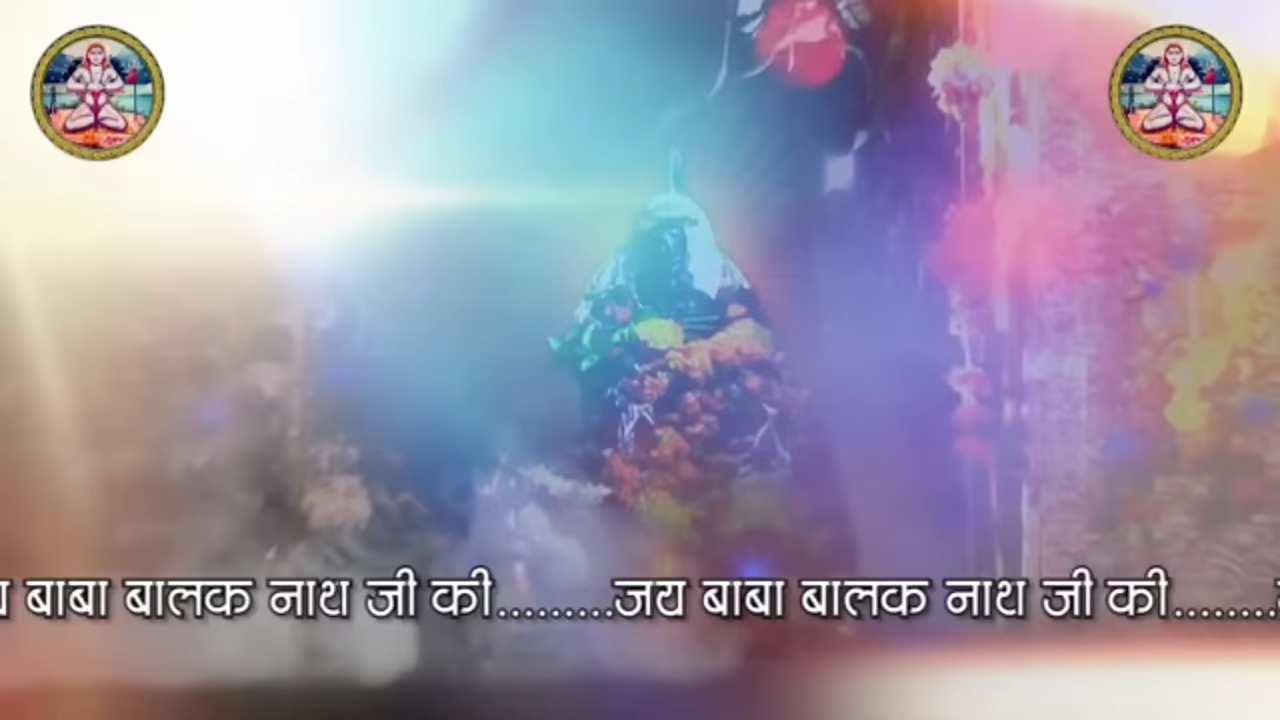 बाबा बालक नाथ जी की.........जय बाबा बालक नाथ जी की........